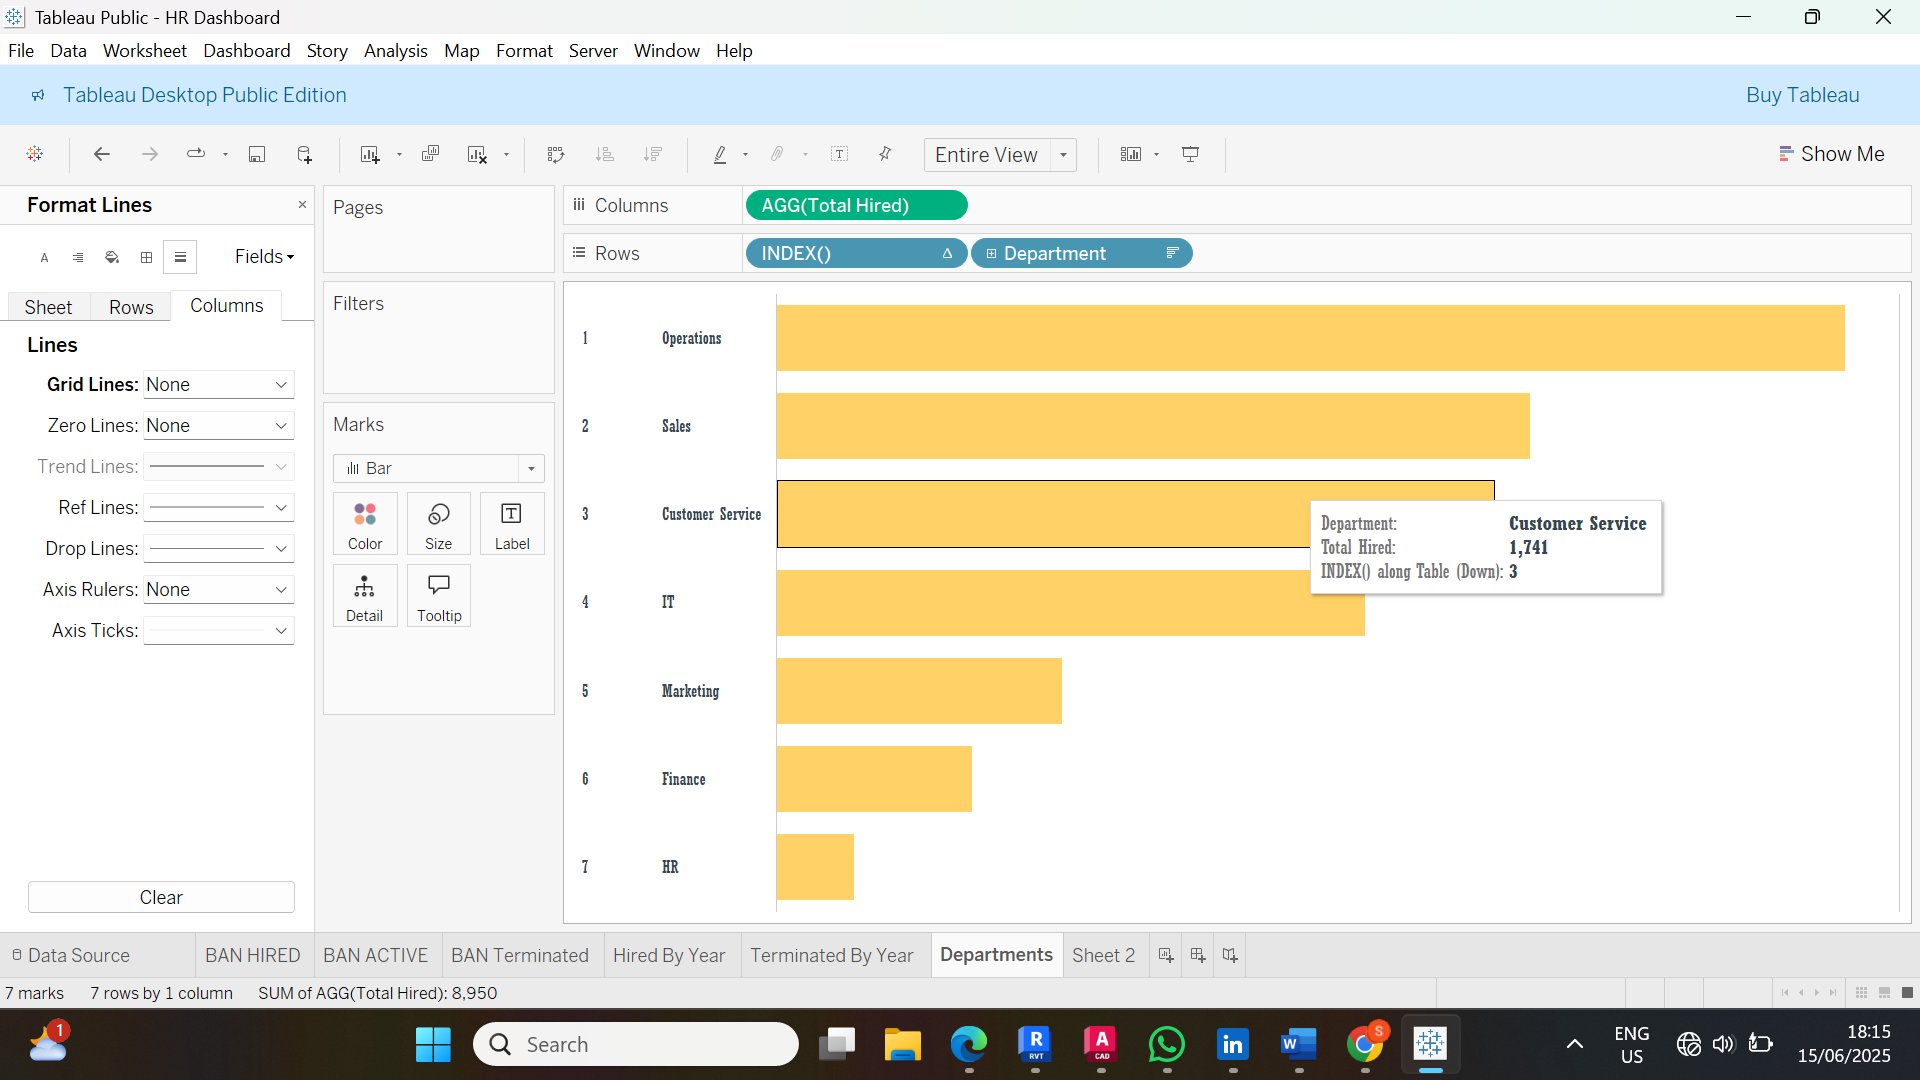 Tableau Public - HR Dashboard
File Data Worksheet Dashboard Story Analysis Map Format Server Window Help
Tableau Desktop Public Edition
Buy Tableau
Entire View
Show Me
Format Lines
Fields
Sheet Rows Columns
Lines
Grid Lines: None
Zero Lines: None
Trend Lines:
Ref Lines:
Drop Lines:
Axis Rulers: None
Axis Ticks:
Clear
Pages
Filters
Marks
Bar
Color Size Label
Detail Tooltip
Columns AGG(Total Hired)
Rows INDEX() Department
1 Operations
2 Sales
3 Customer Service
4 IT
5 Marketing
6 Finance
7 HR
Department: Customer Service
Total Hired: 1,741
INDEX() along Table (Down): 3
Data Source BAN HIRED BAN ACTIVE BAN Terminated Hired By Year Terminated By Year Departments Sheet 2
7 marks 7 rows by 1 column SUM of AGG(Total Hired): 8,950
1
Search
R
RVT
A
CAD
in
W
S
ENG
US
18:15
15/06/2025